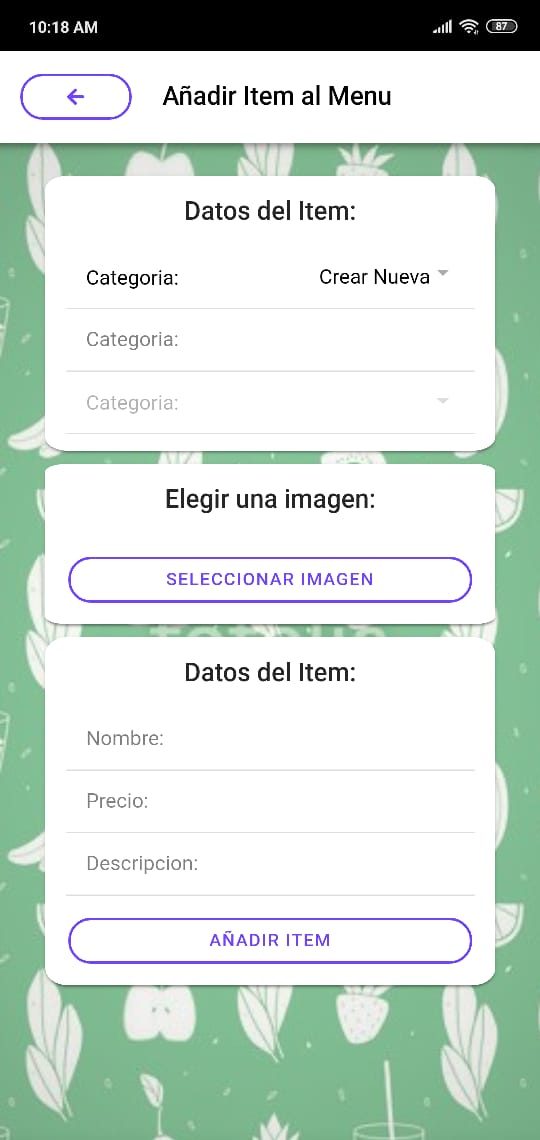 10:18 AM
87
Añadir Item al Menu
Datos del Item:
Categoria: Crear Nueva
Categoria:
Categoria:
Elegir una imagen:
SELECCIONAR IMAGEN
Datos del Item:
Nombre:
Precio:
Descripcion:
AÑADIR ITEM